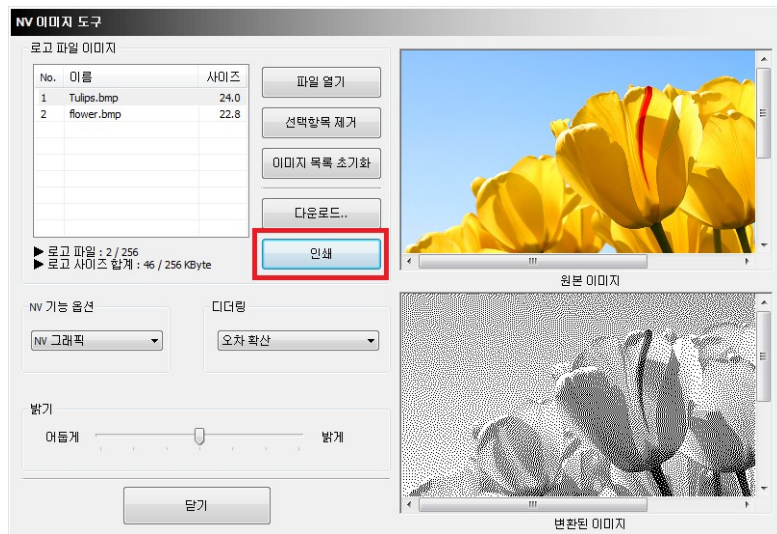 NV 이미지 도구
로고 파일 이미지
No. 이름 사이즈
1 Tulips.bmp 24.0
2 flower.bmp 22.8
파일 열기
선택항목 제거
이미지 목록 초기화
다운로드..
인쇄
▶ 로고 파일 : 2 / 256
▶ 로고 사이즈 합계 : 46 / 256 KByte
원본 이미지
NV 기능 옵션
NV 그래픽
디더링
오차 확산
밝기
어둡게 밝게
닫기
변환된 이미지